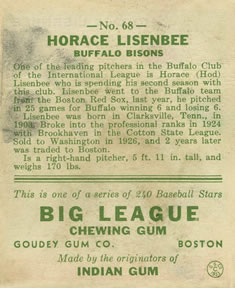 No. 68
HORACE LISENBEE
BUFFALO BISONS
One of the leading pitchers in the Buffalo Club
of the International League is Horace (Hod)
Lisenbee who is spending his second season with
this club. Lisenbee went to the Buffalo team
from the Boston Red Sox, last year, he pitched
in 25 games for Buffalo winning 6 and losing 6.
Lisenbee was born in Clarksville, Tenn., in
1903. Broke into the professional ranks in 1924
with Brookhaven in the Cotton State League.
Sold to Washington in 1926, and 2 years later
was traded to Boston.
Is a right-hand pitcher, 5 ft. 11 in. tall, and
weighs 170 lbs.
This is one of a series of 240 Baseball Stars
BIG LEAGUE
CHEWING GUM
GOUDEY GUM CO. BOSTON
Made by the originators of
INDIAN GUM